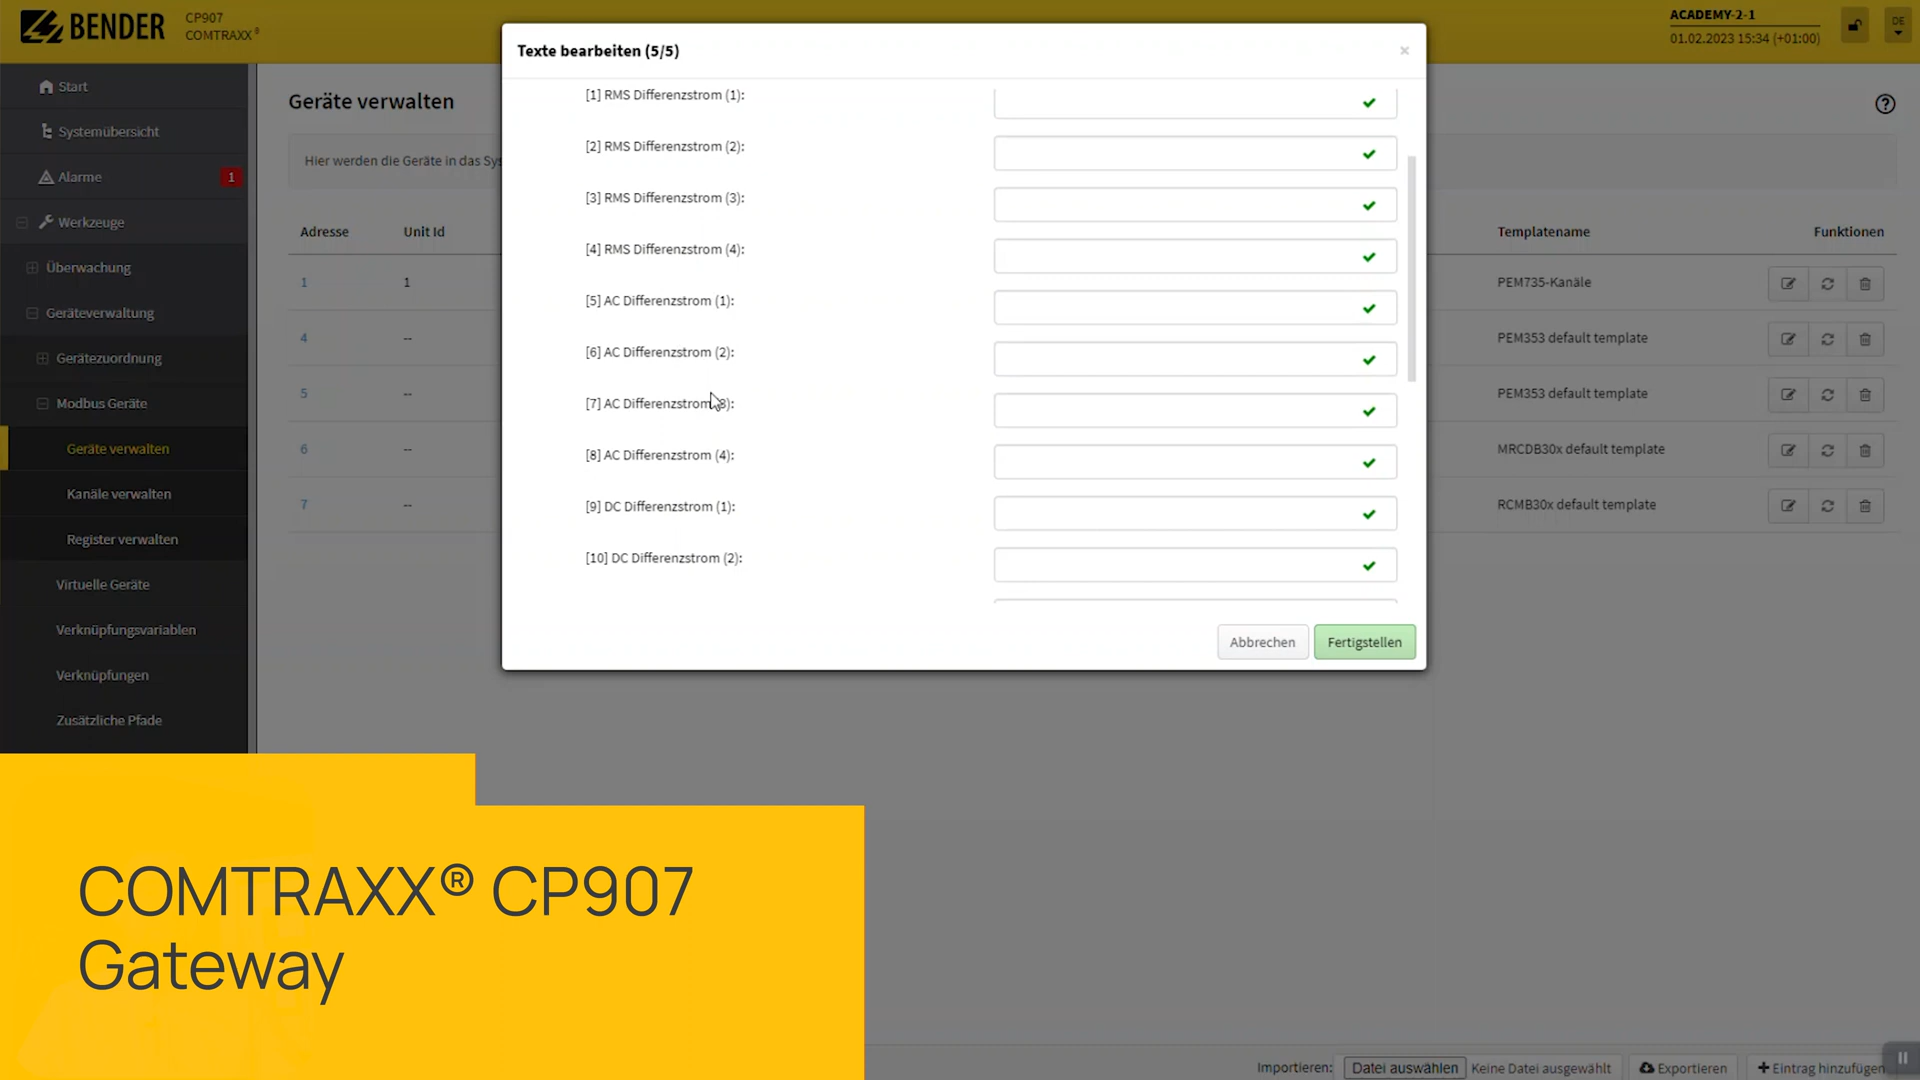 BENDER
CP907
COMTRAXX®
ACADEMY-2-1
01.02.2023 15:34 (+01:00)
DE
Start
Systemübersicht
Alarme
1
Werkzeuge
Überwachung
Geräteverwaltung
Gerätezuordnung
Modbus Geräte
Geräte verwalten
Kanäle verwalten
Register verwalten
Virtuelle Geräte
Verknüpfungsvariablen
Verknüpfungen
Zusätzliche Pfade
Geräte verwalten
Hier werden die Geräte in das Sys
Adresse Unit Id Templatename Funktionen
1 1 PEM735-Kanäle
4 -- PEM353 default template
5 -- PEM353 default template
6 -- MRCDB30x default template
7 -- RCMB30x default template
Texte bearbeiten (5/5)
×
[1] RMS Differenzstrom (1):
[2] RMS Differenzstrom (2):
[3] RMS Differenzstrom (3):
[4] RMS Differenzstrom (4):
[5] AC Differenzstrom (1):
[6] AC Differenzstrom (2):
[7] AC Differenzstrom (3):
[8] AC Differenzstrom (4):
[9] DC Differenzstrom (1):
[10] DC Differenzstrom (2):
Abbrechen Fertigstellen
COMTRAXX® CP907
Gateway
Importieren: Datei auswählen Keine Datei ausgewählt Exportieren Eintrag hinzufügen